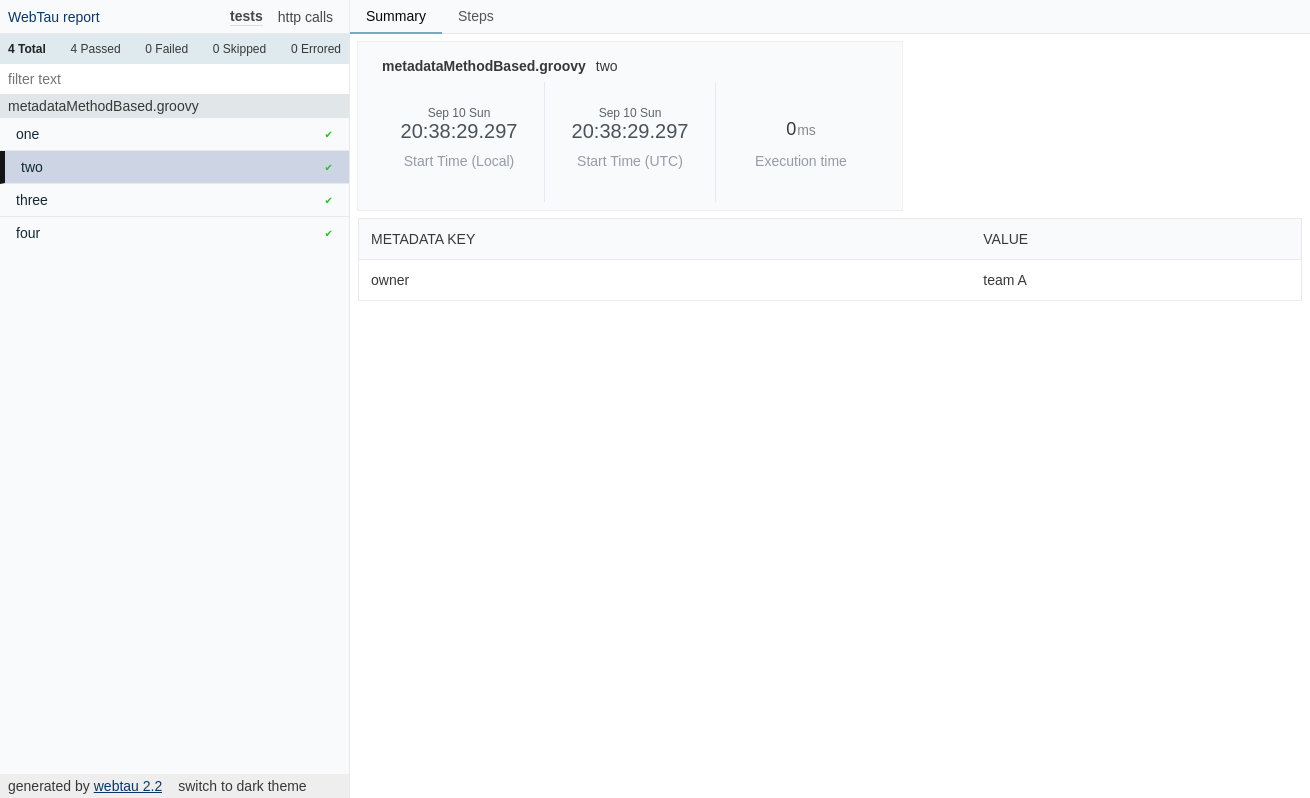 WebTau report tests http calls
4 Total 4 Passed 0 Failed 0 Skipped 0 Errored
filter text
metadataMethodBased.groovy
one
two
three
four
generated by webtau 2.2 switch to dark theme
Summary Steps
metadataMethodBased.groovy two
Sep 10 Sun
20:38:29.297
Start Time (Local)
Sep 10 Sun
20:38:29.297
Start Time (UTC)
0ms
Execution time
METADATA KEY VALUE
owner team A